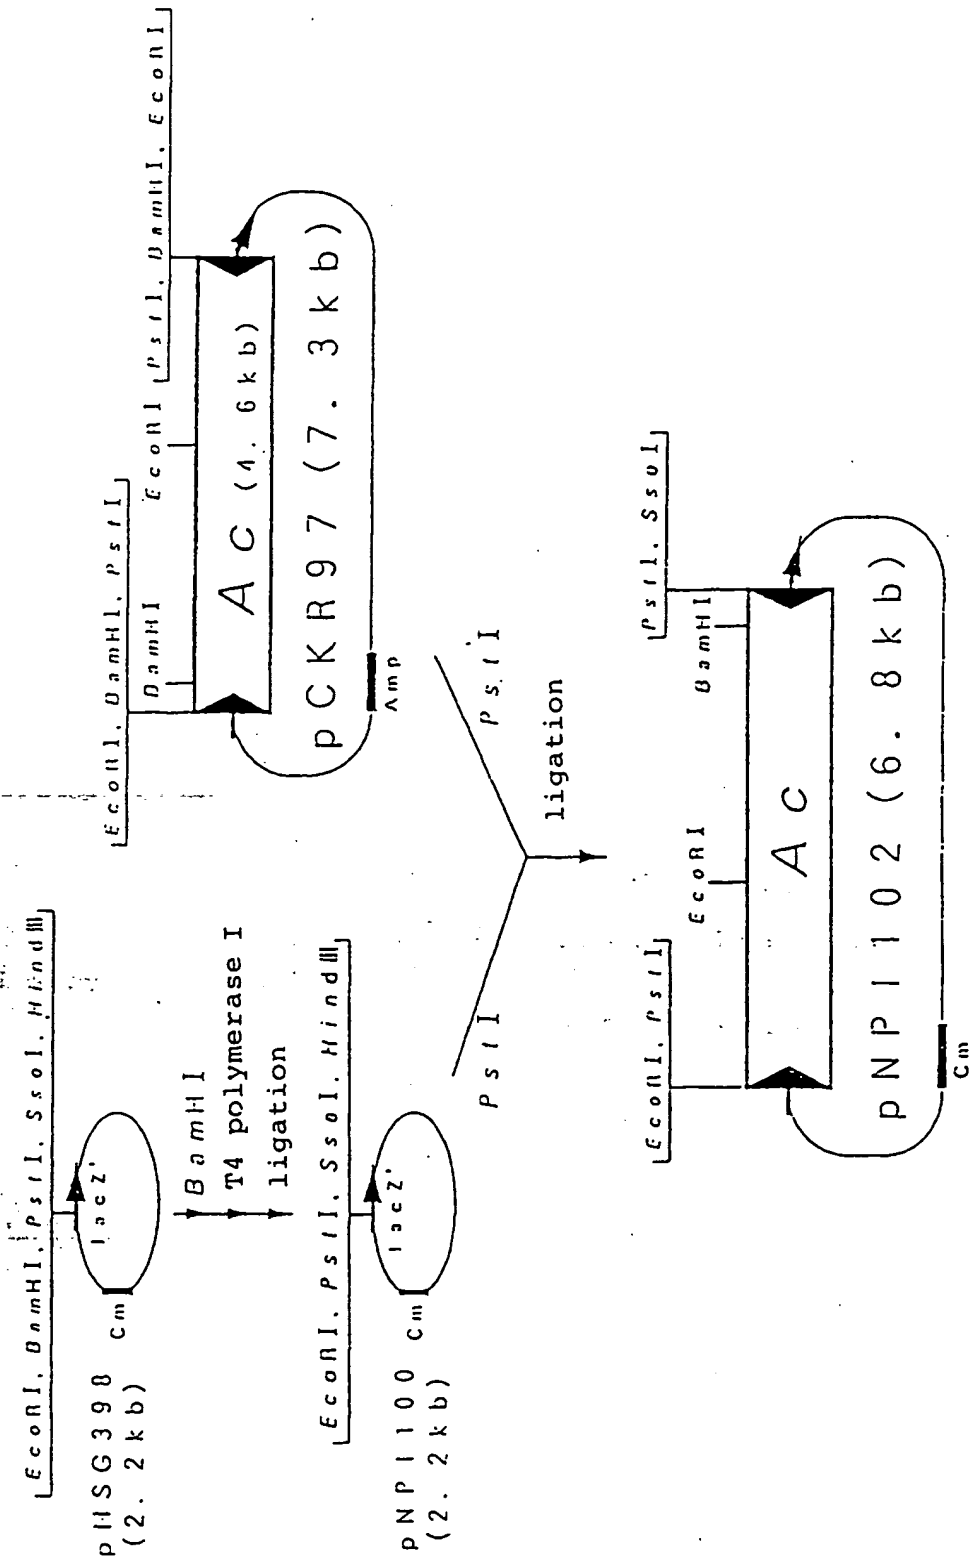 EcoRI, BamHI, PstI, SsoI, HindⅢ
lacZ'
Cm
pHSG398
(2. 2kb)
BamHI
T4 polymerase I
ligation
EcoRI, PstI, SsoI, HindⅢ
lacZ'
Cm
pNPI100
(2. 2kb)
EcoRI, BamHI, PstI
BamHI
EcoRI
PstI, BamHI, EcoRI
Ac (4. 6kb)
pCKR97 (7. 3kb)
Amp
PstI
PstI
ligation
EcoRI, PstI
EcoRI
BamHI
PstI, SsoI
Ac
pNPI102 (6. 8kb)
Cm